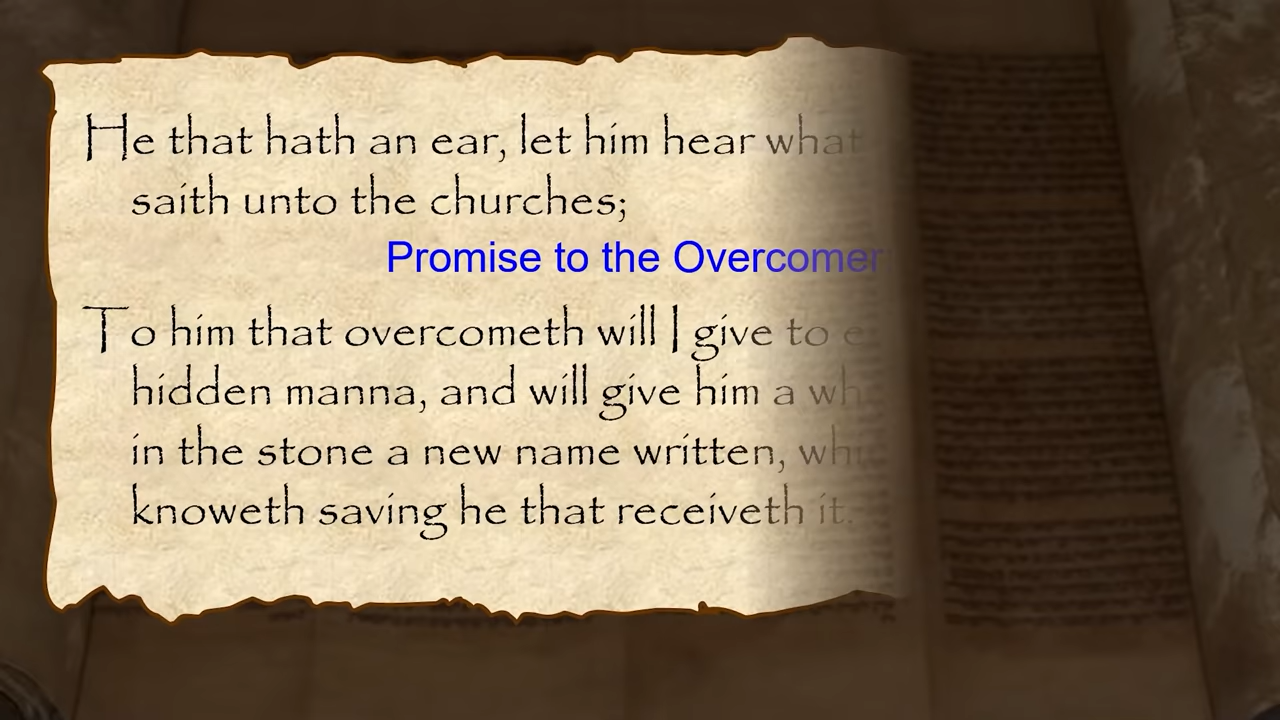 He that hath an ear, let him hear what
saith unto the churches;
Promise to the Overcomer
To him that overcometh will I give to
hidden manna, and will give him a
in the stone a new name written,
knoweth saving he that receiveth it.